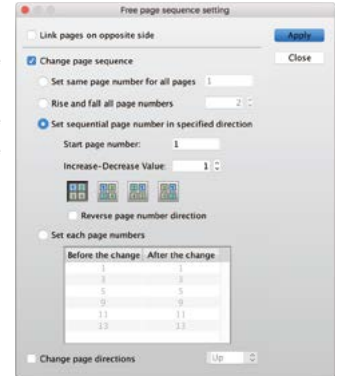 Free page sequence setting
Link pages on opposite side
Apply
Change page sequence
Close
Set same page number for all pages 1
Rise and fall all page numbers 2
Set sequential page number in specified direction
Start page number: 1
Increase-Decrease Value: 1
Reverse page number direction
Set each page numbers
Before the change After the change
1 1
3 3
5 5
9 9
11 11
13 13
Change page directions Up